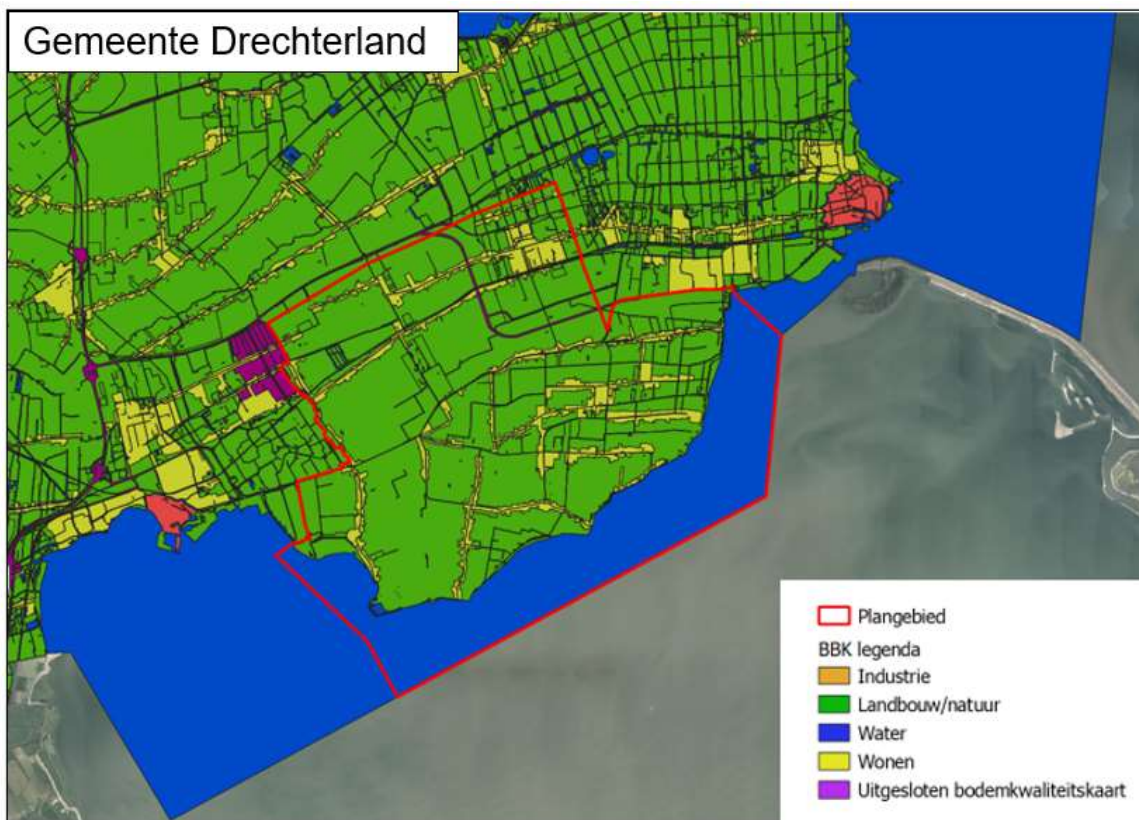 Gemeente Drechterland
Plangebied
BBK legenda
Industrie
Landbouw/natuur
Water
Wonen
Uitgesloten bodemkwaliteitskaart